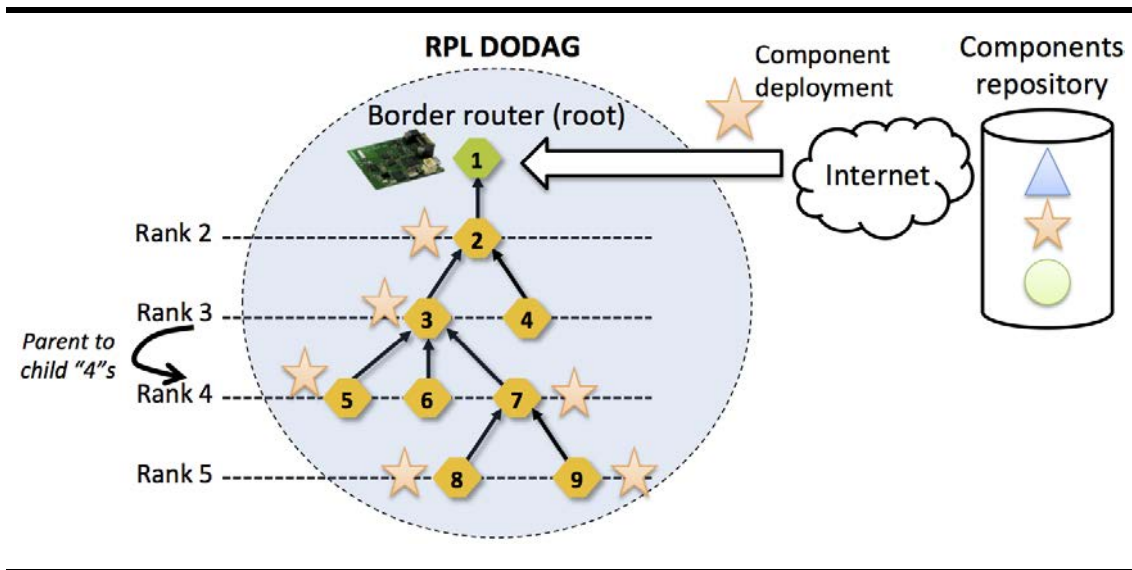 RPL DODAG
Component
deployment
Components
repository
Border router (root)
1
Internet
Rank 2
2
Rank 3
3
4
Parent to
child "4"s
Rank 4
5
6
7
Rank 5
8
9